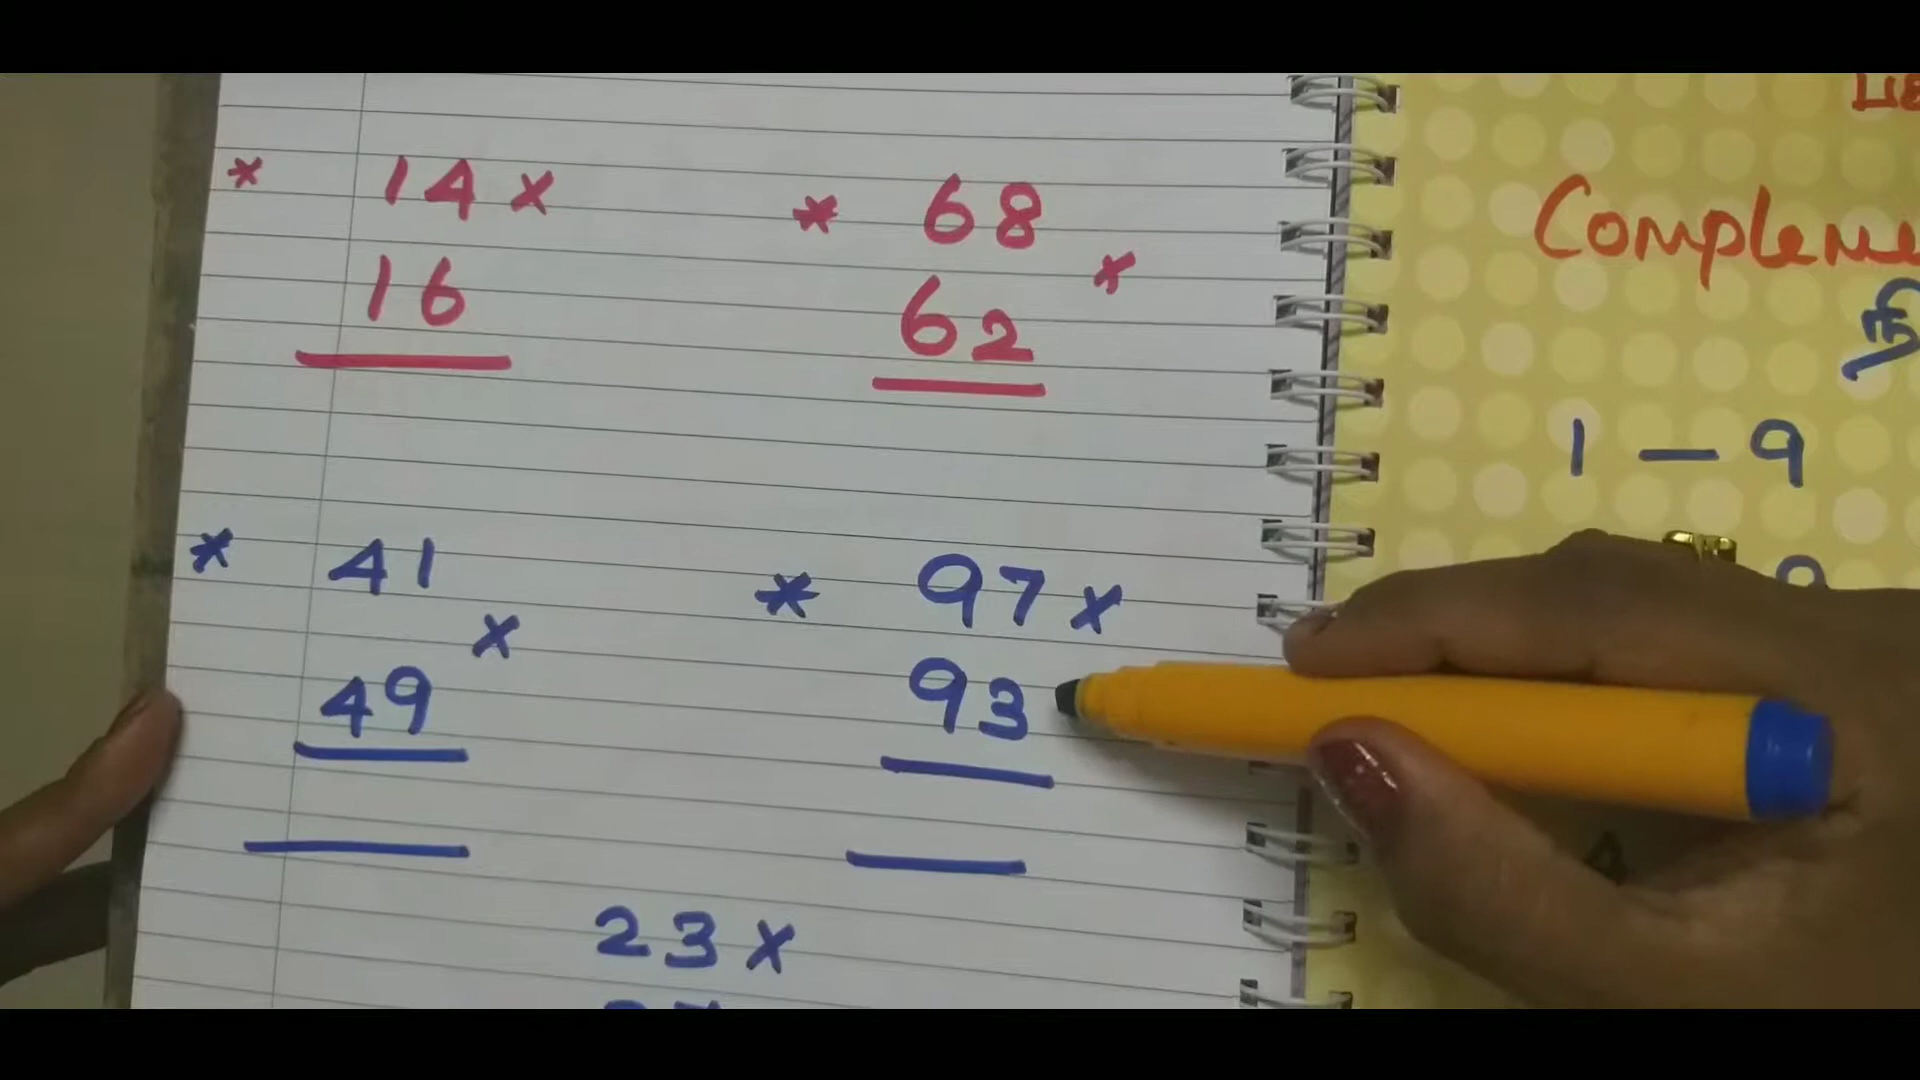 * 14 x
16
* 68
x
62
* 41
x
49
* 97 x
93
23 x
Compleme
1 — 9